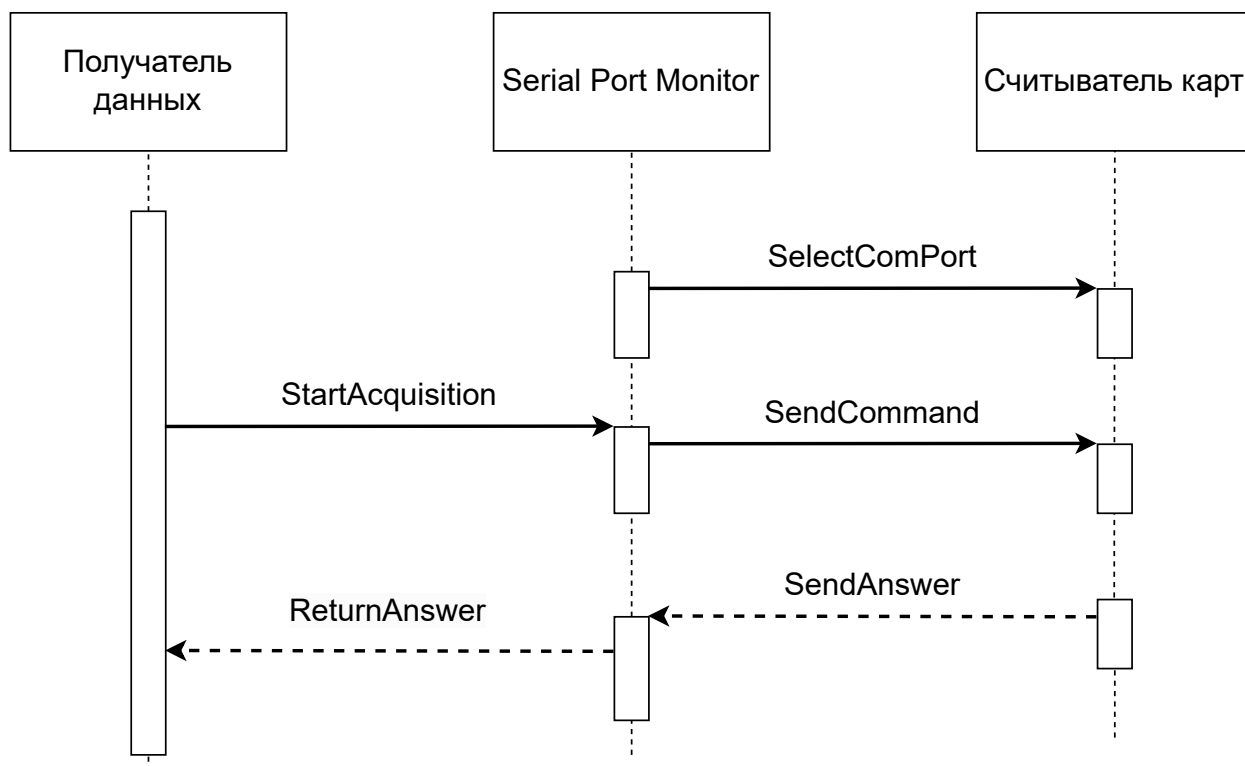 Получатель
данных
Serial Port Monitor
Считыватель карт
SelectComPort
StartAcquisition
SendCommand
SendAnswer
ReturnAnswer